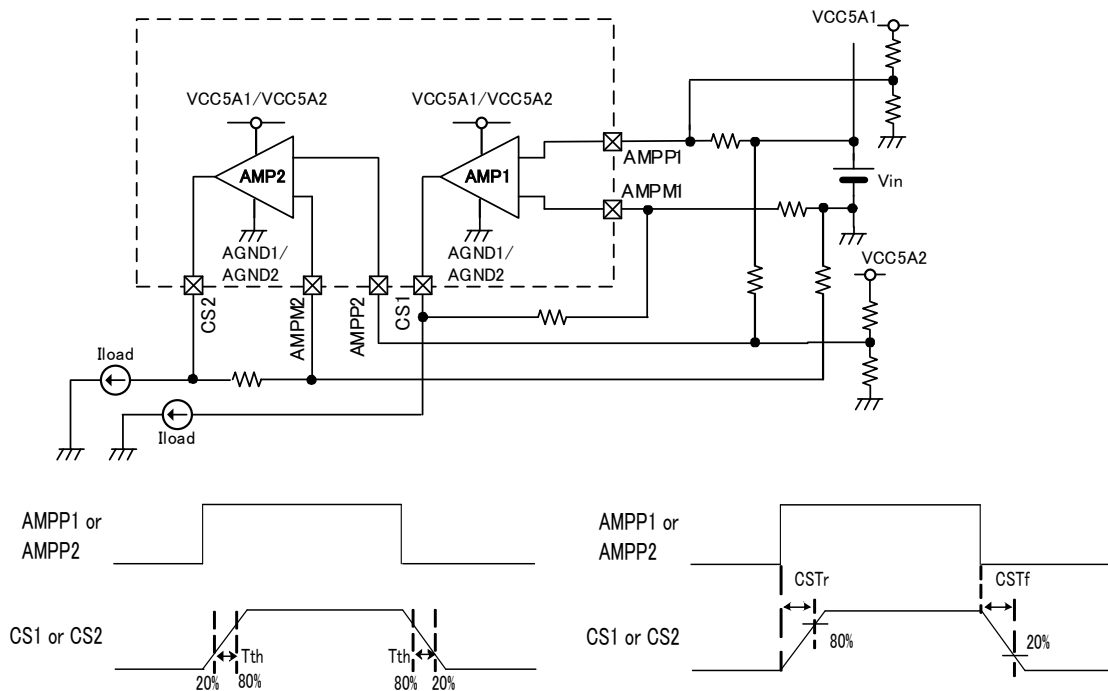 VCC5A1
VCC5A1/VCC5A2
VCC5A1/VCC5A2
AMPP1
AMP2
AMP1
Vin
AMPM1
AGND1/
AGND2
AGND1/
AGND2
VCC5A2
CS2
AMPM2
AMPP2
CS1
Iload
Iload
AMPP1 or
AMPP2
CS1 or CS2
Tth
Tth
20%
80%
80%
20%
AMPP1 or
AMPP2
CSTr
CSTf
CS1 or CS2
80%
20%